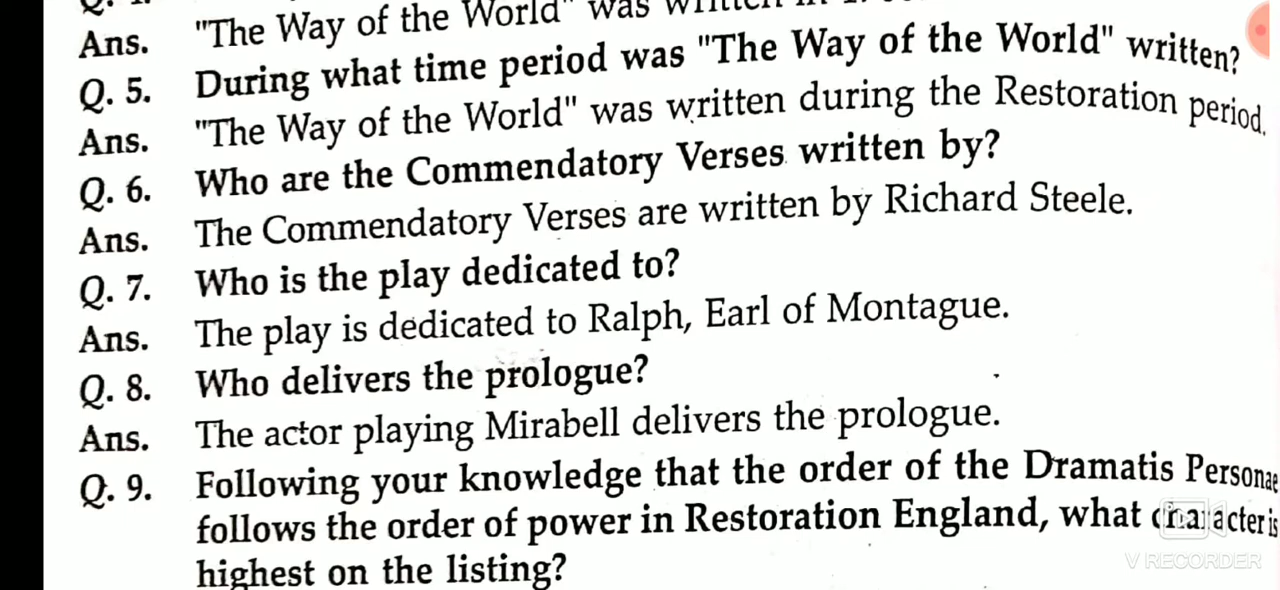 Ans. "The Way of the World" was written in
Q. 5. During what time period was "The Way of the World" written?
Ans. "The Way of the World" was written during the Restoration period.
Q. 6. Who are the Commendatory Verses written by?
Ans. The Commendatory Verses are written by Richard Steele.
Q. 7. Who is the play dedicated to?
Ans. The play is dedicated to Ralph, Earl of Montague.
Q. 8. Who delivers the prologue?
Ans. The actor playing Mirabell delivers the prologue.
Q. 9. Following your knowledge that the order of the Dramatis Personae
follows the order of power in Restoration England, what character is
highest on the listing?
V RECORDER